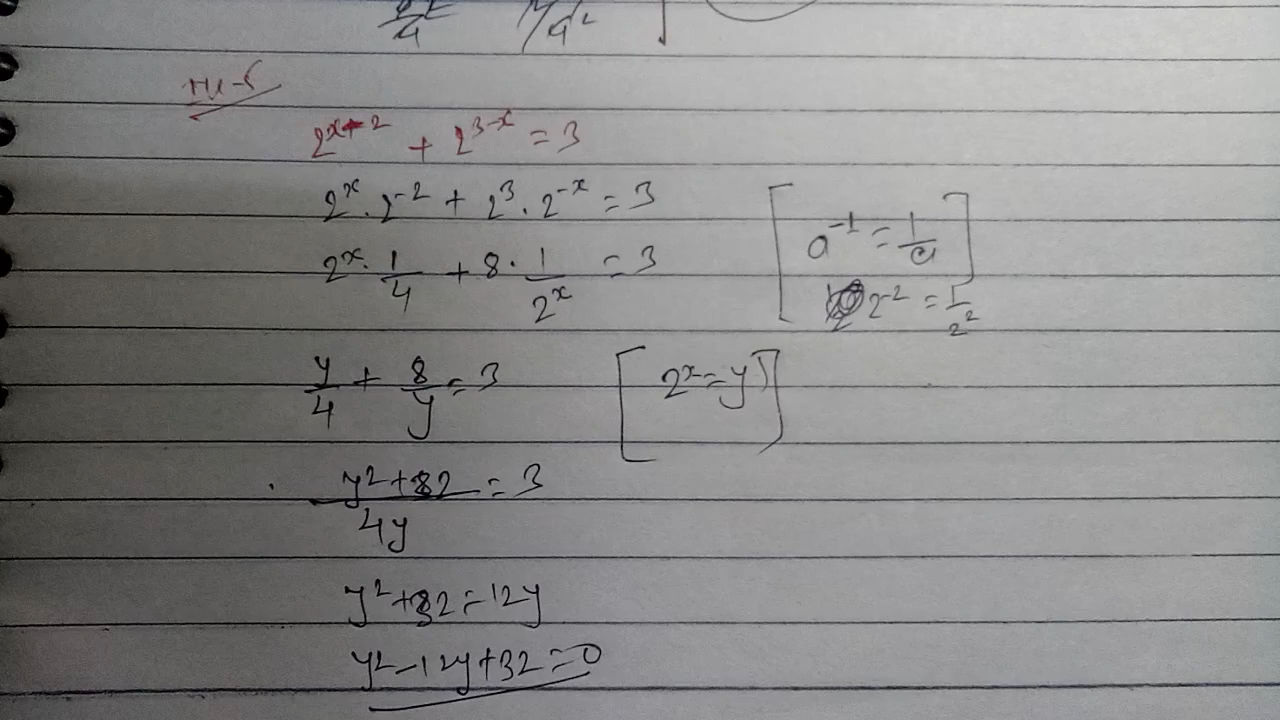 2^{x-2} + 2^{3-x} = 3
2^x . 2^{-2} + 2^3 . 2^{-x} = 3
2^x . 1/4 + 8 . 1/2^x = 3 [a^{-1} = 1/a
2^{-2} = 1/2^2]
y/4 + 8/y = 3 [2^x = y]
(y^2+32)/4y = 3
y^2+32 = 12y
y^2-12y+32 = 0